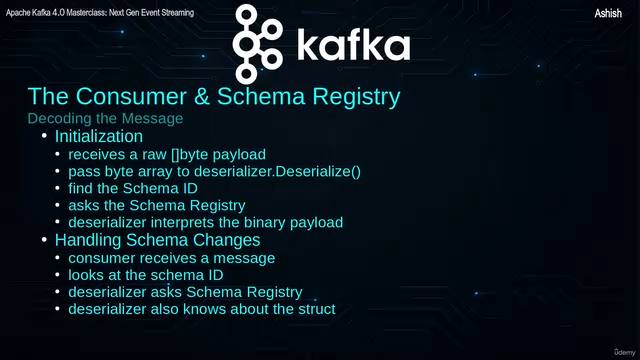 Apache Kafka 4.0 Masterclass: Next Gen Event Streaming
Ashish
kafka
The Consumer & Schema Registry
Decoding the Message
Initialization
receives a raw []byte payload
pass byte array to deserializer.Deserialize()
find the Schema ID
asks the Schema Registry
deserializer interprets the binary payload
Handling Schema Changes
consumer receives a message
looks at the schema ID
deserializer asks Schema Registry
deserializer also knows about the struct
ûdemy